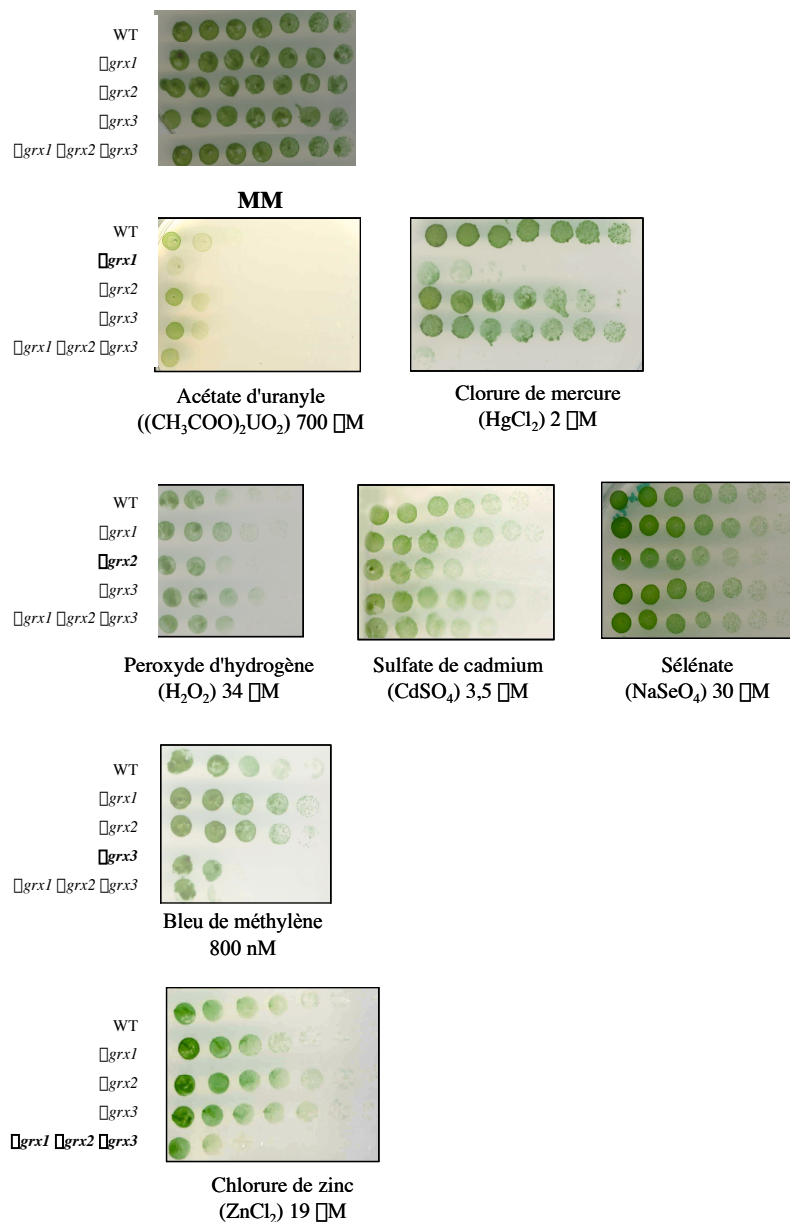 WT
▯grx1
▯grx2
▯grx3
▯grx1 ▯grx2 ▯grx3
MM
WT
▯grx1
▯grx2
▯grx3
▯grx1 ▯grx2 ▯grx3
Acétate d'uranyle
((CH₃COO)₂UO₂) 700 ▯M
Clorure de mercure
(HgCl₂) 2 ▯M
WT
▯grx1
▯grx2
▯grx3
▯grx1 ▯grx2 ▯grx3
Peroxyde d'hydrogène
(H₂O₂) 34 ▯M
Sulfate de cadmium
(CdSO₄) 3,5 ▯M
Sélénate
(NaSeO₄) 30 ▯M
WT
▯grx1
▯grx2
▯grx3
▯grx1 ▯grx2 ▯grx3
Bleu de méthylène
800 nM
WT
▯grx1
▯grx2
▯grx3
▯grx1 ▯grx2 ▯grx3
Chlorure de zinc
(ZnCl₂) 19 ▯M